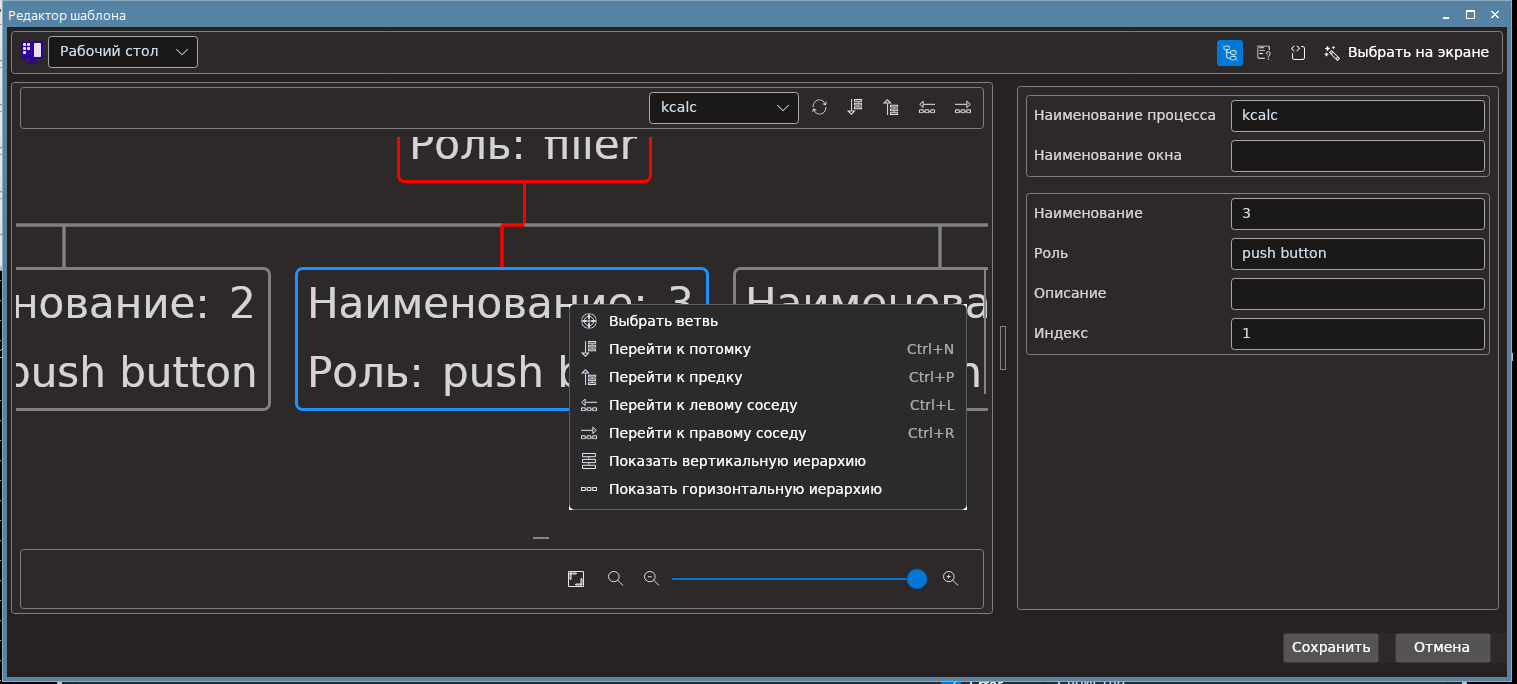 Редактор шаблона
Рабочий стол
Выбрать на экране
kcalc
Роль: filler
нование: 2
push button
Наименование: 3
Роль: push b
Наименова
n
Выбрать ветвь
Перейти к потомку Ctrl+N
Перейти к предку Ctrl+P
Перейти к левому соседу Ctrl+L
Перейти к правому соседу Ctrl+R
Показать вертикальную иерархию
Показать горизонтальную иерархию
Наименование процесса kcalc
Наименование окна
Наименование 3
Роль push button
Описание
Индекс 1
Сохранить
Отмена